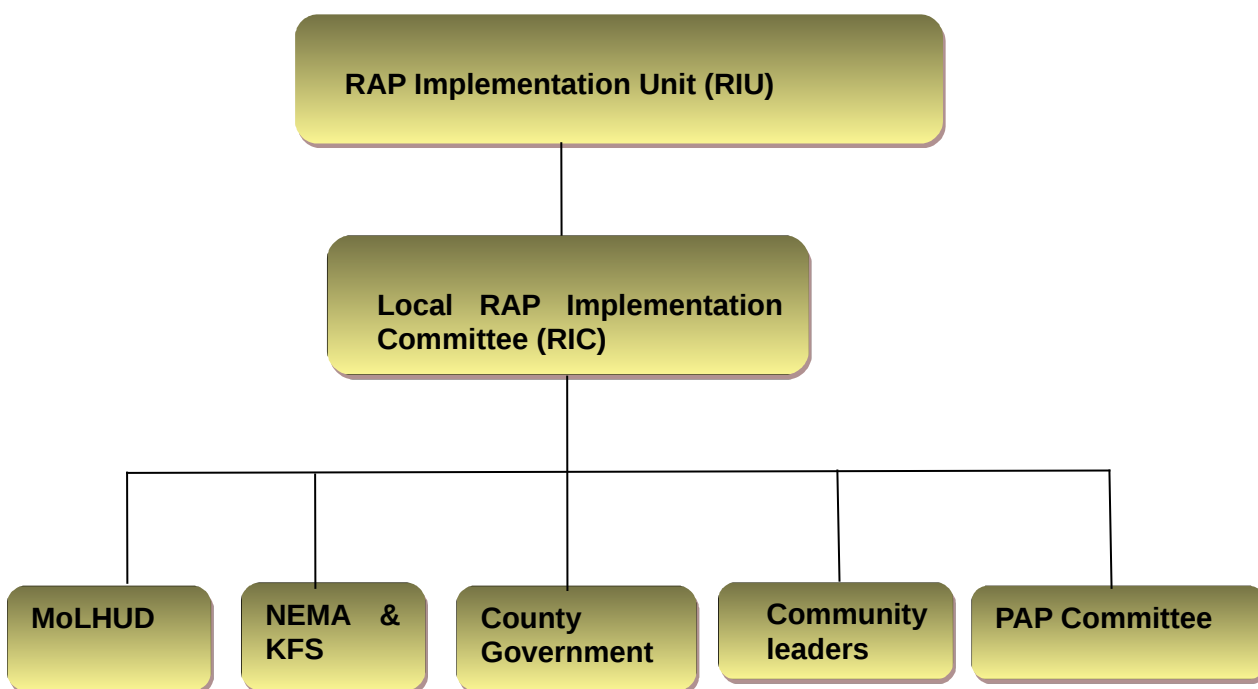 RAP Implementation Unit (RIU)
Local RAP Implementation
Committee (RIC)
MoLHUD
NEMA &
KFS
County
Government
Community
leaders
PAP Committee